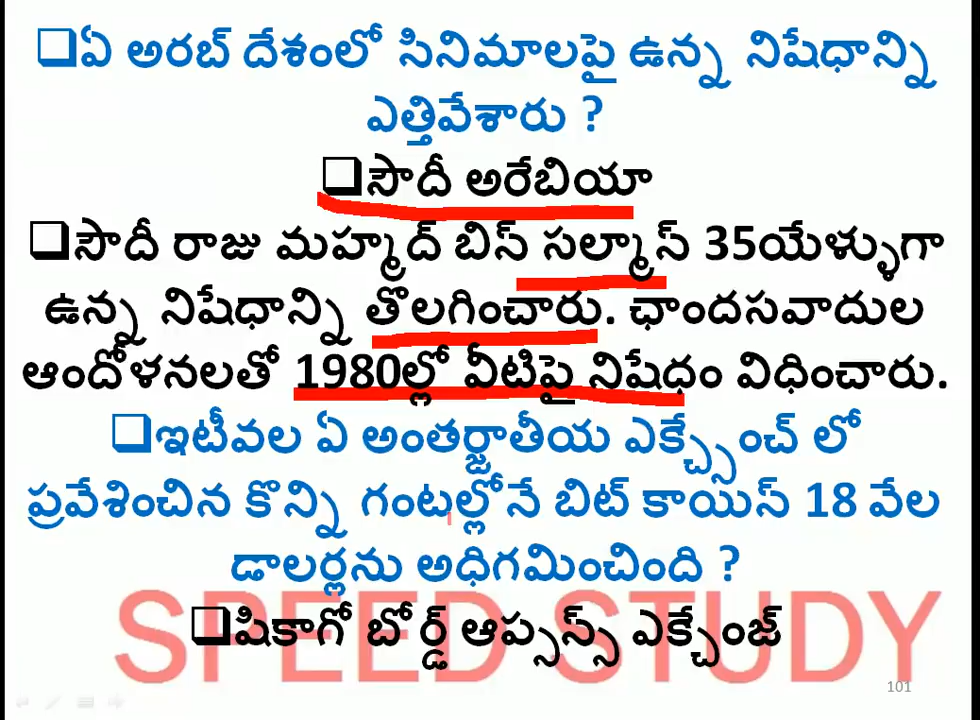 ❑ఏ అరబ్ దేశంలో సినిమాలపై ఉన్న నిషేధాన్ని
ఎత్తివేశారు ?
❑సౌదీ అరేబియా
❑సౌదీ రాజు మహ్మద్ బిన్ సల్మాన్ 35యేళ్ళుగా
ఉన్న నిషేధాన్ని తొలగించారు. ఛాందసవాదుల
ఆందోళనలతో 1980ల్లో వీటిపై నిషేధం విధించారు.
❑ఇటీవల ఏ అంతర్జాతీయ ఎక్స్చేంచ్ లో
ప్రవేశించిన కొన్ని గంటల్లోనే బిట్ కాయిన్ 18 వేల
డాలర్లను అధిగమించింది ?
❑షికాగో బోర్డ్ ఆప్షన్స్ ఎక్చేంజ్
SPEED STUDY
101